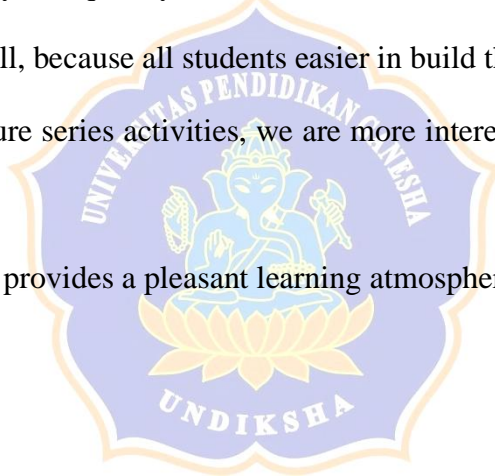 ll, because all students easier in build th
ure series activities, we are more intere
provides a pleasant learning atmospher
UNIVERSITAS PENDIDIKAN GANESHA
UNDIKSHA